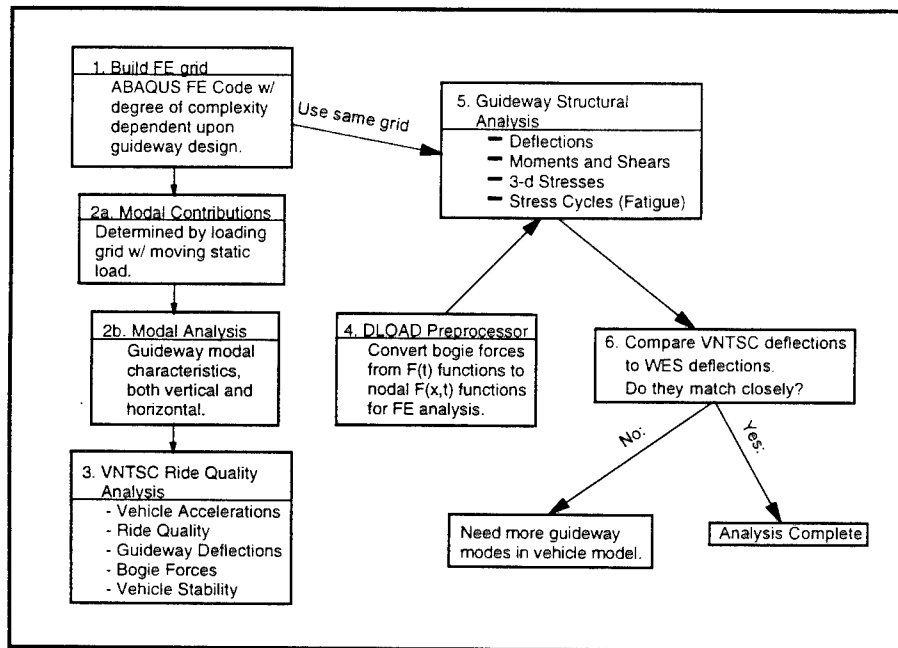 1. Build FE grid
ABAQUS FE Code w/
degree of complexity
dependent upon
guideway design.
Use same grid
2a. Modal Contributions
Determined by loading
grid w/ moving static
load.
2b. Modal Analysis
Guideway modal
characteristics,
both vertical and
horizontal.
3. VNTSC Ride Quality
Analysis
- Vehicle Accelerations
- Ride Quality
- Guideway Deflections
- Bogie Forces
- Vehicle Stability
4. DLOAD Preprocessor
Convert bogie forces
from F(t) functions to
nodal F(x,t) functions
for FE analysis.
5. Guideway Structural
Analysis
- Deflections
- Moments and Shears
- 3-d Stresses
- Stress Cycles (Fatigue)
6. Compare VNTSC deflections
to WES deflections.
Do they match closely?
No:
Yes:
Need more guideway
modes in vehicle model.
Analysis Complete